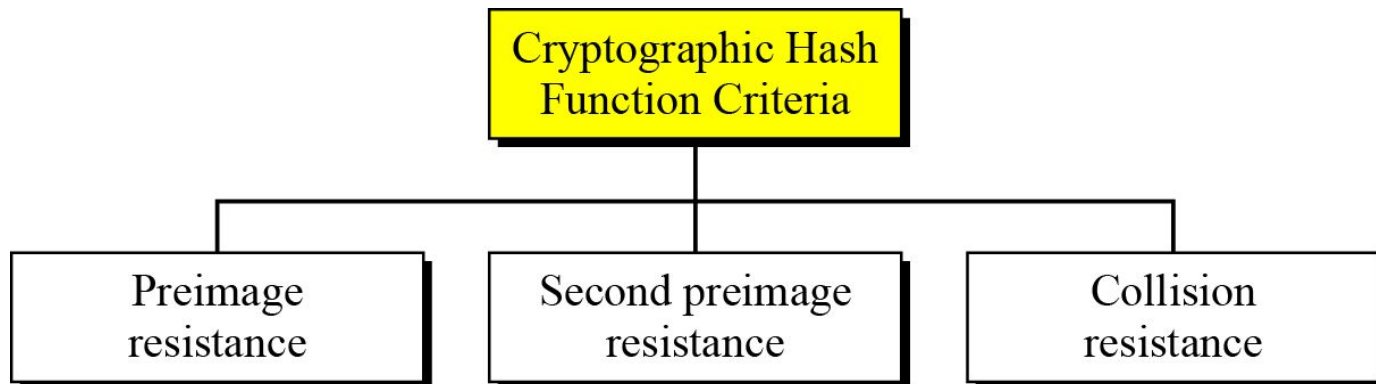 Cryptographic Hash
Function Criteria
Preimage
resistance
Second preimage
resistance
Collision
resistance